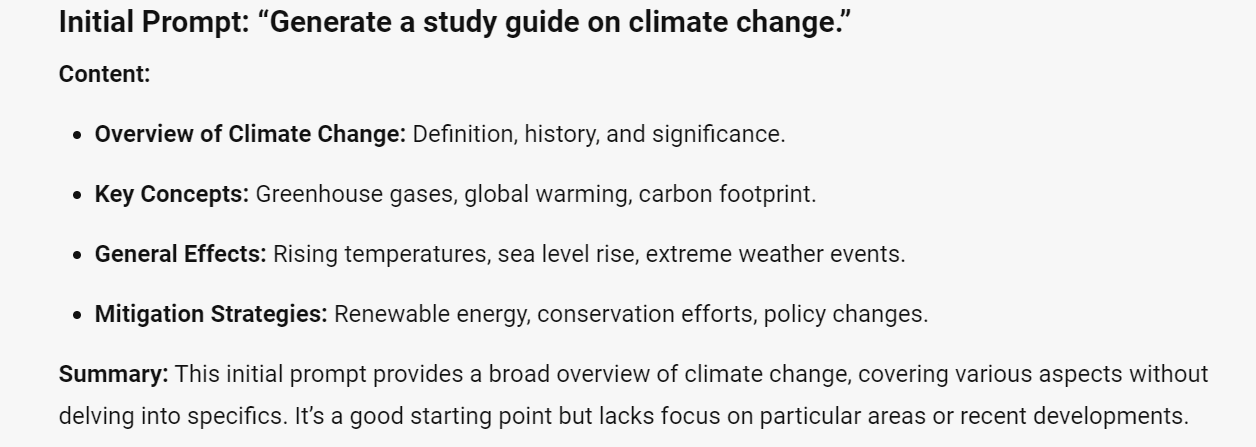 Initial Prompt: “Generate a study guide on climate change.”
Content:
• Overview of Climate Change: Definition, history, and significance.
• Key Concepts: Greenhouse gases, global warming, carbon footprint.
• General Effects: Rising temperatures, sea level rise, extreme weather events.
• Mitigation Strategies: Renewable energy, conservation efforts, policy changes.
Summary: This initial prompt provides a broad overview of climate change, covering various aspects without
delving into specifics. It’s a good starting point but lacks focus on particular areas or recent developments.